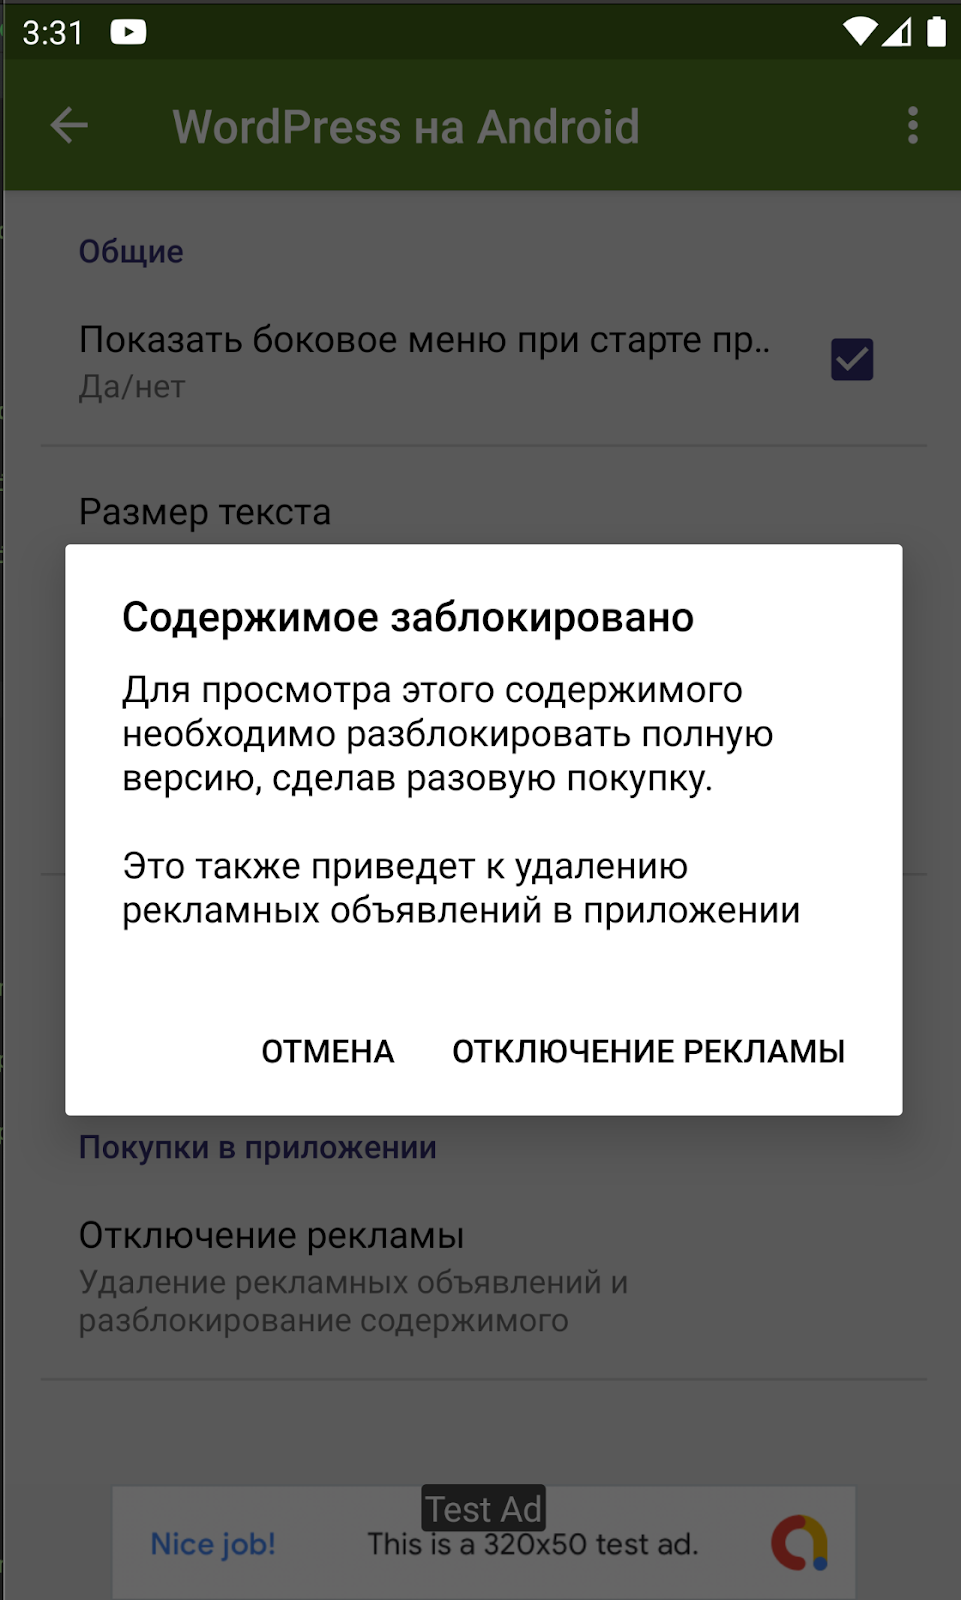 3:31
WordPress на Android
Общие
Показать боковое меню при старте пр..
Да/нет
Размер текста
Содержимое заблокировано
Для просмотра этого содержимого
необходимо разблокировать полную
версию, сделав разовую покупку.
Это также приведет к удалению
рекламных объявлений в приложении
ОТМЕНА ОТКЛЮЧЕНИЕ РЕКЛАМЫ
Покупки в приложении
Отключение рекламы
Удаление рекламных объявлений и
разблокирование содержимого
Test Ad
Nice job! This is a 320x50 test ad.